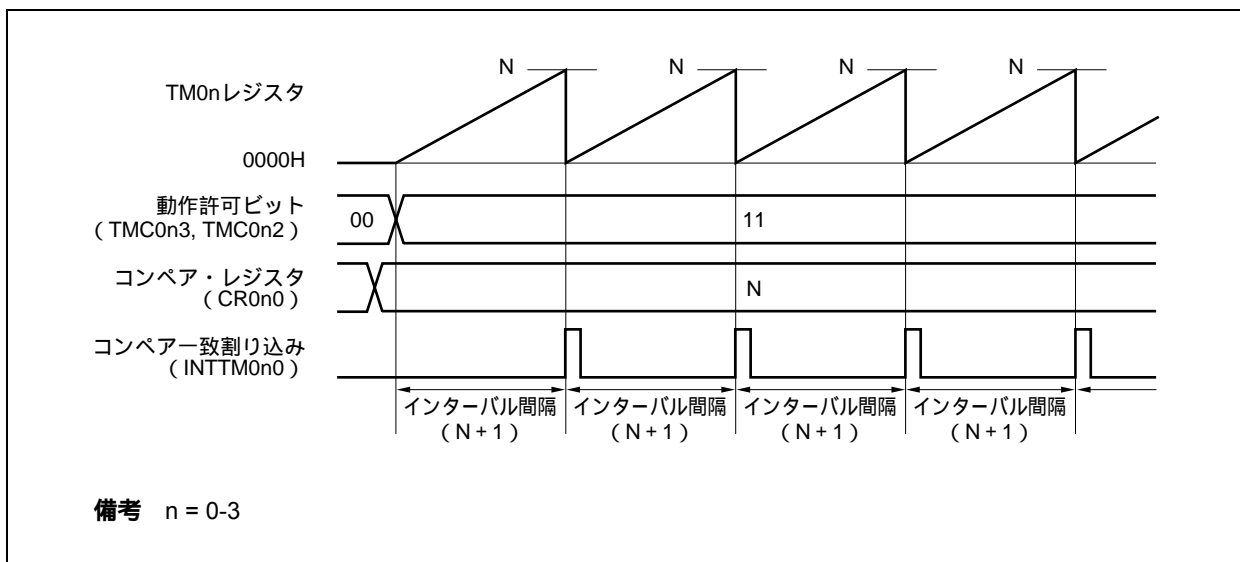 N N N N
TM0nレジスタ
0000H
動作許可ビット
（TMC0n3, TMC0n2）
00 11
コンペア・レジスタ
（CR0n0）
N
コンペア一致割り込み
（INTTM0n0）
インターバル間隔 インターバル間隔 インターバル間隔 インターバル間隔
（N + 1） （N + 1） （N + 1） （N + 1）
備考 n = 0-3